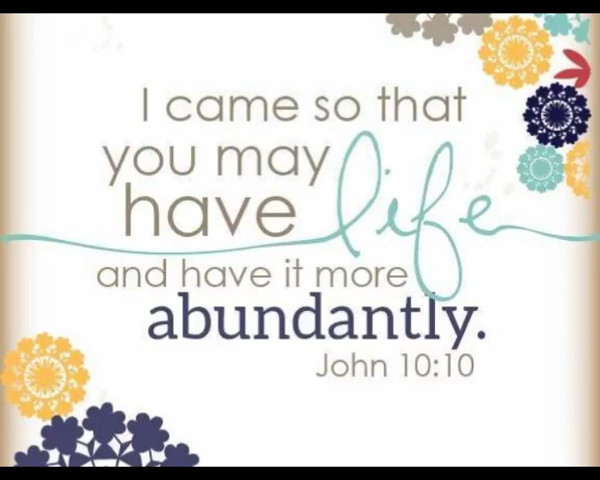 I came so that
you may
have life
and have it more
abundantly.
John 10:10